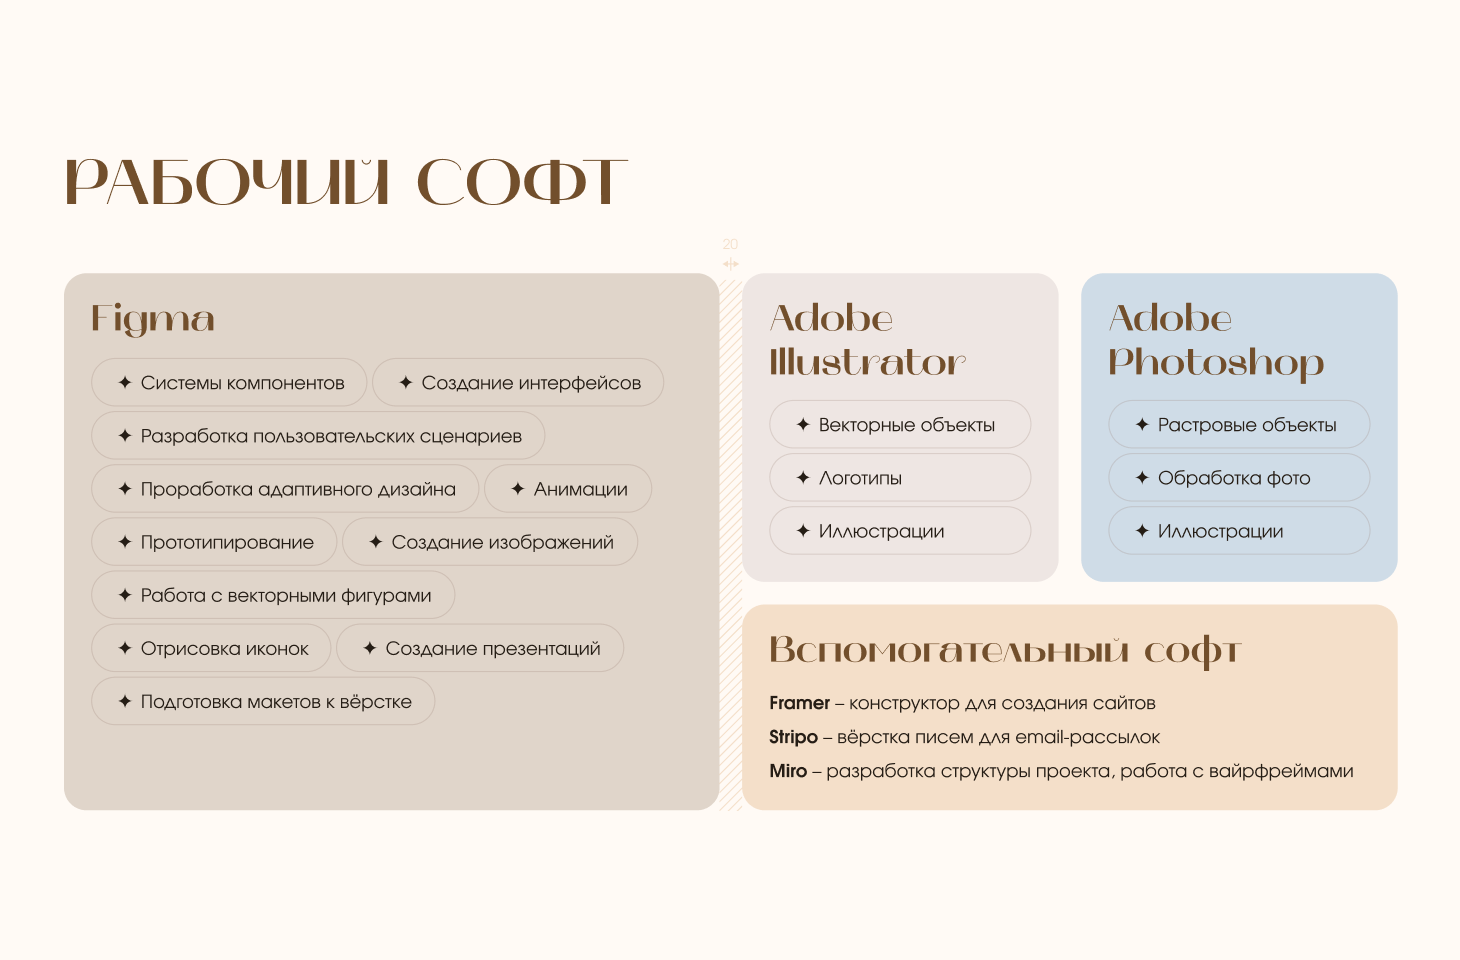 РАБОЧИЙ СОФТ
20
Figma
✦ Системы компонентов
✦ Создание интерфейсов
✦ Разработка пользовательских сценариев
✦ Проработка адаптивного дизайна
✦ Анимации
✦ Прототипирование
✦ Создание изображений
✦ Работа с векторными фигурами
✦ Отрисовка иконок
✦ Создание презентаций
✦ Подготовка макетов к вёрстке
Adobe
Illustrator
✦ Векторные объекты
✦ Логотипы
✦ Иллюстрации
Adobe
Photoshop
✦ Растровые объекты
✦ Обработка фото
✦ Иллюстрации
Вспомогательный софт
Framer – конструктор для создания сайтов
Stripo – вёрстка писем для email-рассылок
Miro – разработка структуры проекта, работа с вайрфреймами